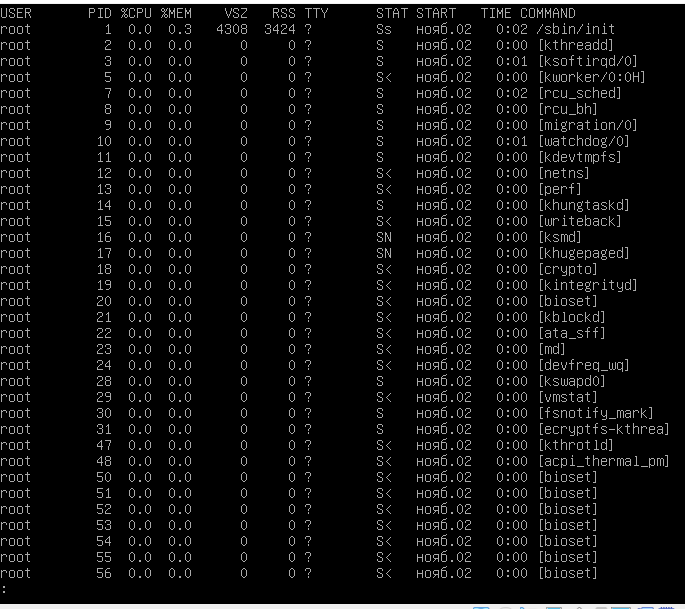 USER PID %CPU %MEM VSZ RSS TTY STAT START TIME COMMAND
root 1 0.0 0.3 4308 3424 ? Ss нояб.02 0:02 /sbin/init
root 2 0.0 0.0 0 0 ? S нояб.02 0:00 [kthreadd]
root 3 0.0 0.0 0 0 ? S нояб.02 0:01 [ksoftirqd/0]
root 5 0.0 0.0 0 0 ? S< нояб.02 0:00 [kworker/0:0H]
root 7 0.0 0.0 0 0 ? S нояб.02 0:02 [rcu_sched]
root 8 0.0 0.0 0 0 ? S нояб.02 0:00 [rcu_bh]
root 9 0.0 0.0 0 0 ? S нояб.02 0:00 [migration/0]
root 10 0.0 0.0 0 0 ? S нояб.02 0:01 [watchdog/0]
root 11 0.0 0.0 0 0 ? S нояб.02 0:00 [kdevtmpfs]
root 12 0.0 0.0 0 0 ? S< нояб.02 0:00 [netns]
root 13 0.0 0.0 0 0 ? S< нояб.02 0:00 [perf]
root 14 0.0 0.0 0 0 ? S нояб.02 0:00 [khungtaskd]
root 15 0.0 0.0 0 0 ? S< нояб.02 0:00 [writeback]
root 16 0.0 0.0 0 0 ? SN нояб.02 0:00 [ksmd]
root 17 0.0 0.0 0 0 ? SN нояб.02 0:00 [khugepaged]
root 18 0.0 0.0 0 0 ? S< нояб.02 0:00 [crypto]
root 19 0.0 0.0 0 0 ? S< нояб.02 0:00 [kintegrityd]
root 20 0.0 0.0 0 0 ? S< нояб.02 0:00 [bioset]
root 21 0.0 0.0 0 0 ? S< нояб.02 0:00 [kblockd]
root 22 0.0 0.0 0 0 ? S< нояб.02 0:00 [ata_sff]
root 23 0.0 0.0 0 0 ? S< нояб.02 0:00 [md]
root 24 0.0 0.0 0 0 ? S< нояб.02 0:00 [devfreq_wq]
root 28 0.0 0.0 0 0 ? S нояб.02 0:00 [kswapd0]
root 29 0.0 0.0 0 0 ? S< нояб.02 0:00 [vmstat]
root 30 0.0 0.0 0 0 ? S нояб.02 0:00 [fsnotify_mark]
root 31 0.0 0.0 0 0 ? S нояб.02 0:00 [ecryptfs-kthrea]
root 47 0.0 0.0 0 0 ? S< нояб.02 0:00 [kthrotld]
root 48 0.0 0.0 0 0 ? S< нояб.02 0:00 [acpi_thermal_pm]
root 50 0.0 0.0 0 0 ? S< нояб.02 0:00 [bioset]
root 51 0.0 0.0 0 0 ? S< нояб.02 0:00 [bioset]
root 52 0.0 0.0 0 0 ? S< нояб.02 0:00 [bioset]
root 53 0.0 0.0 0 0 ? S< нояб.02 0:00 [bioset]
root 54 0.0 0.0 0 0 ? S< нояб.02 0:00 [bioset]
root 55 0.0 0.0 0 0 ? S< нояб.02 0:00 [bioset]
root 56 0.0 0.0 0 0 ? S< нояб.02 0:00 [bioset]
: